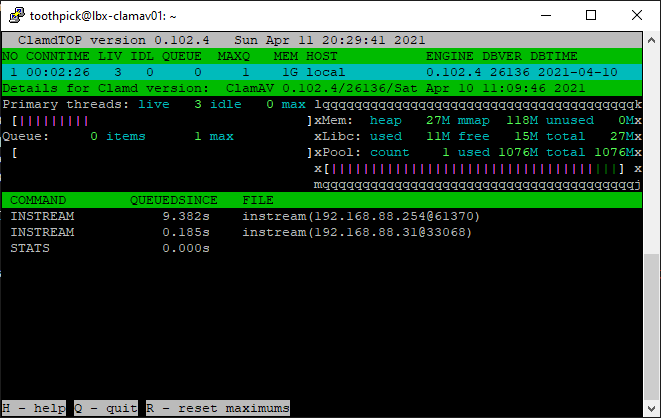 toothpick@lbx-clamav01: ~
ClamdTOP version 0.102.4   Sun Apr 11 20:29:41 2021
NO CONNTIME LIV IDL QUEUE  MAXQ   MEM HOST           ENGINE DBVER DBTIME
1 00:02:26  3   0     0     1    1G local          0.102.4 26136 2021-04-10
Details for Clamd version:  ClamAV 0.102.4/26136/Sat Apr 10 11:09:46 2021
Primary threads: live   3 idle   0 max lqqqqqqqqqqqqqqqqqqqqqqqqqqqqqqqqqqqqqqk
[|||||||||                           ]xMem:  heap   27M mmap  118M unused   0Mx
Queue:     0 items     1 max           xLibc: used   11M free   15M total   27Mx
[                                    ]xPool: count    1 used 1076M total 1076Mx
x[||||||||||||||||||||||||||||||||||||] x
mqqqqqqqqqqqqqqqqqqqqqqqqqqqqqqqqqqqqqqj
COMMAND        QUEUEDSINCE    FILE
INSTREAM           9.382s    instream(192.168.88.254@61370)
INSTREAM           0.185s    instream(192.168.88.31@33068)
STATS              0.000s
H - help Q - quit R - reset maximums